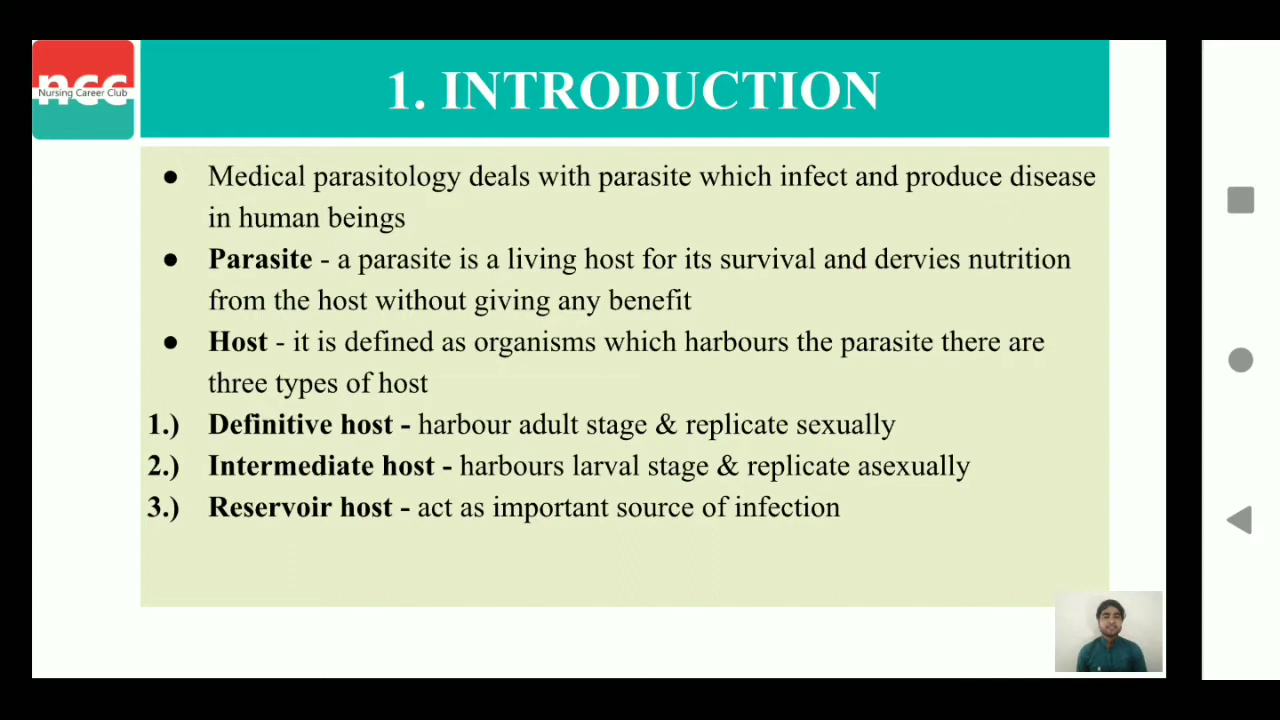 ncc
Nursing Career Club
1. INTRODUCTION
● Medical parasitology deals with parasite which infect and produce disease
in human beings
● Parasite - a parasite is a living host for its survival and dervies nutrition
from the host without giving any benefit
● Host - it is defined as organisms which harbours the parasite there are
three types of host
1.) Definitive host - harbour adult stage & replicate sexually
2.) Intermediate host - harbours larval stage & replicate asexually
3.) Reservoir host - act as important source of infection